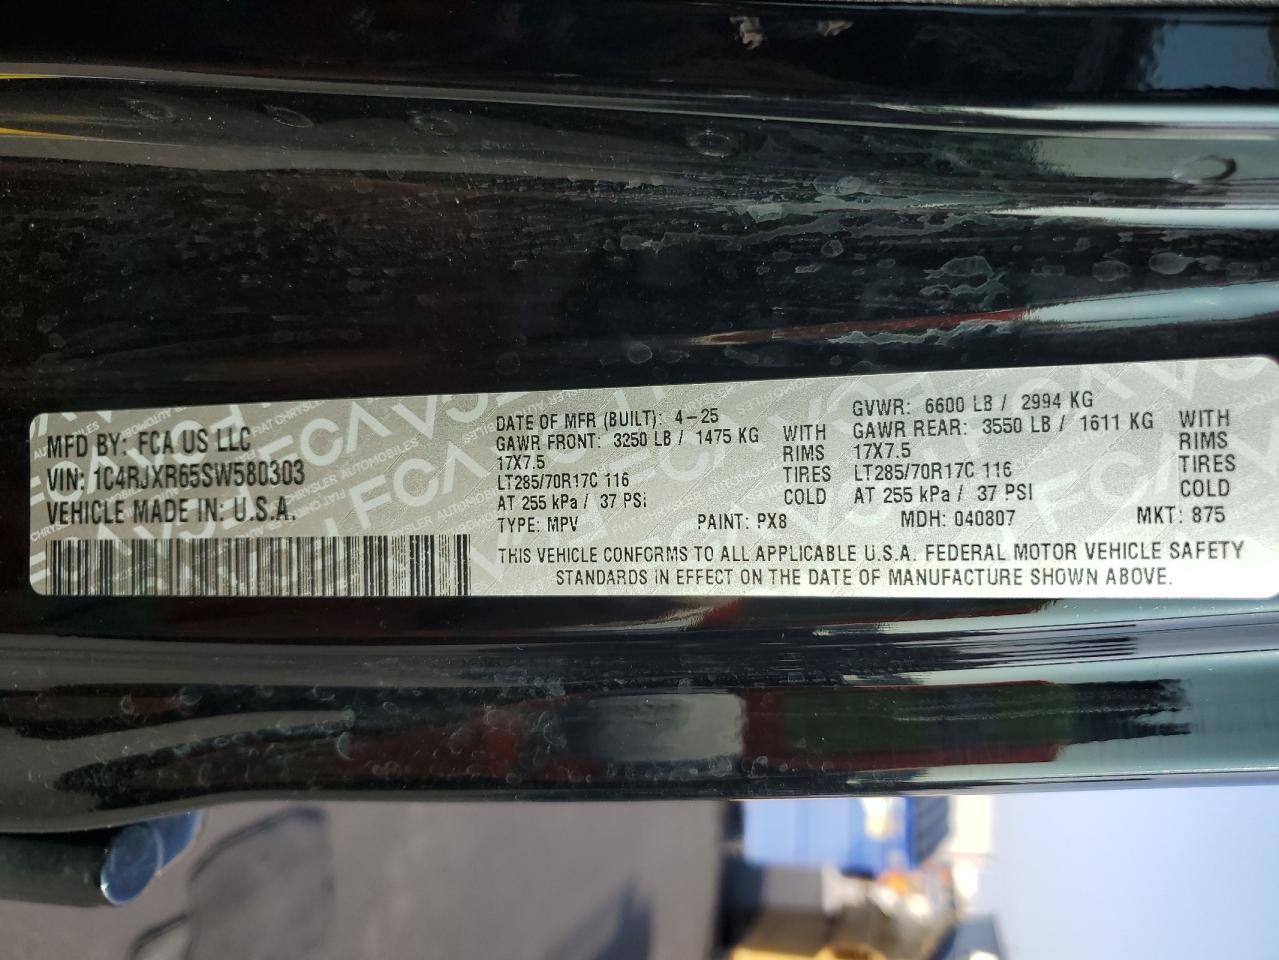 MFD BY: FCA US LLC
VIN: 1C4RJXR65SW580303
VEHICLE MADE IN: U.S.A.
DATE OF MFR (BUILT): 4-25
GAWR FRONT: 3250 LB / 1475 KG WITH
17X7.5 RIMS
LT285/70R17C 116 TIRES
AT 255 kPa / 37 PSi COLD
GVWR: 6600 LB / 2994 KG
GAWR REAR: 3550 LB / 1611 KG WITH
17X7.5 RIMS
LT285/70R17C 116 TIRES
AT 255 kPa / 37 PSI COLD
TYPE: MPV PAINT: PX8 MDH: 040807 MKT: 875
THIS VEHICLE CONFORMS TO ALL APPLICABLE U.S.A. FEDERAL MOTOR VEHICLE SAFETY
STANDARDS IN EFFECT ON THE DATE OF MANUFACTURE SHOWN ABOVE.